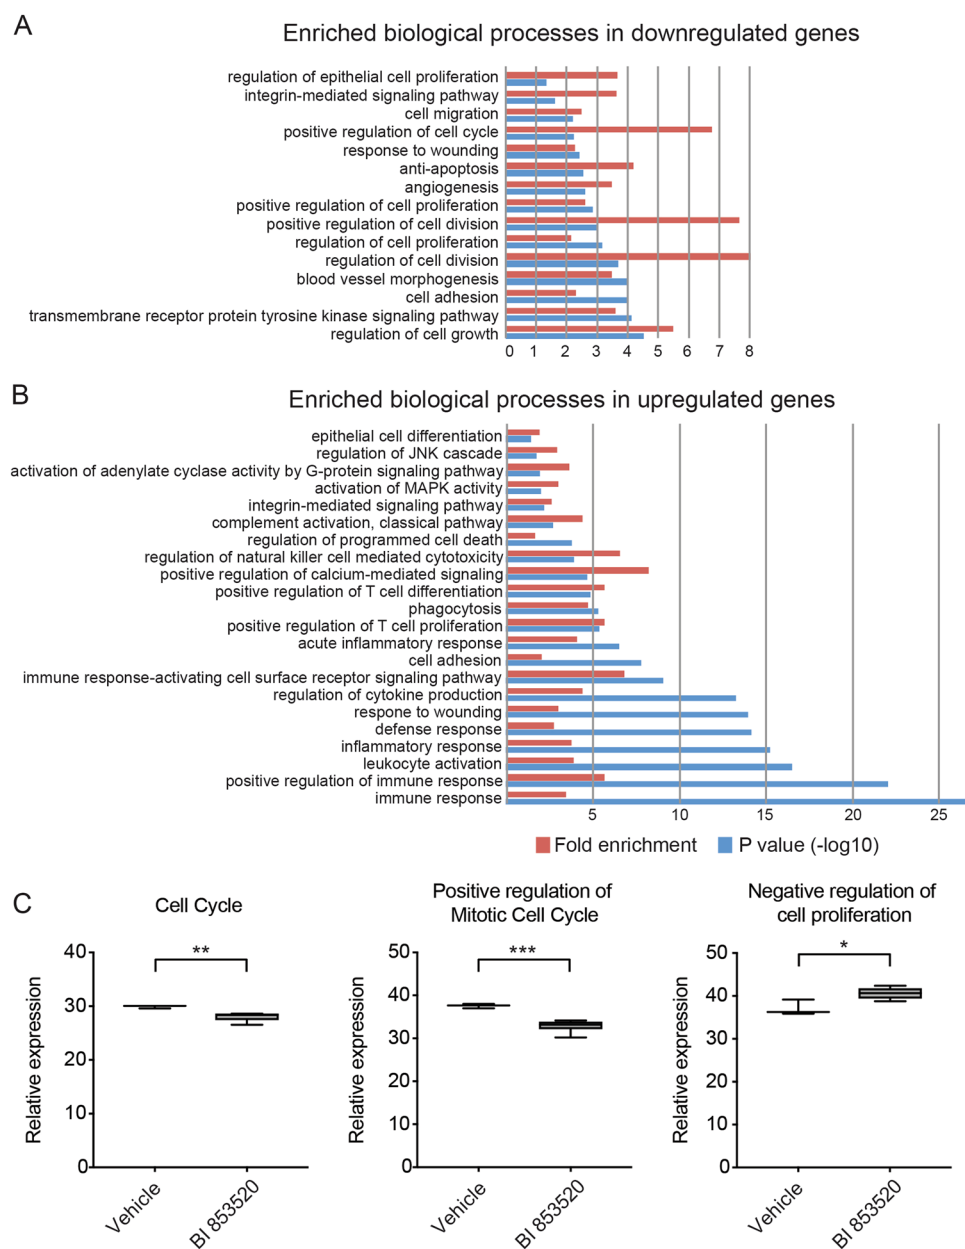 A
Enriched biological processes in downregulated genes
regulation of epithelial cell proliferation
integrin-mediated signaling pathway
cell migration
positive regulation of cell cycle
response to wounding
anti-apoptosis
angiogenesis
positive regulation of cell proliferation
positive regulation of cell division
regulation of cell proliferation
regulation of cell division
blood vessel morphogenesis
cell adhesion
transmembrane receptor protein tyrosine kinase signaling pathway
regulation of cell growth
0 1 2 3 4 5 6 7 8
B
Enriched biological processes in upregulated genes
epithelial cell differentiation
regulation of JNK cascade
activation of adenylate cyclase activity by G-protein signaling pathway
activation of MAPK activity
integrin-mediated signaling pathway
complement activation, classical pathway
regulation of programmed cell death
regulation of natural killer cell mediated cytotoxicity
positive regulation of calcium-mediated signaling
positive regulation of T cell differentiation
phagocytosis
positive regulation of T cell proliferation
acute inflammatory response
cell adhesion
immune response-activating cell surface receptor signaling pathway
regulation of cytokine production
respone to wounding
defense response
inflammatory response
leukocyte activation
positive regulation of immune response
immune response
5 10 15 20 25
Fold enrichment P value (-log10)
C
Cell Cycle
Relative expression
40
30
20
10
0
**
Vehicle
BI 853520
Positive regulation of
Mitotic Cell Cycle
Relative expression
50
40
30
20
10
0
***
Vehicle
BI 853520
Negative regulation of
cell proliferation
Relative expression
50
40
30
20
10
0
*
Vehicle
BI 853520